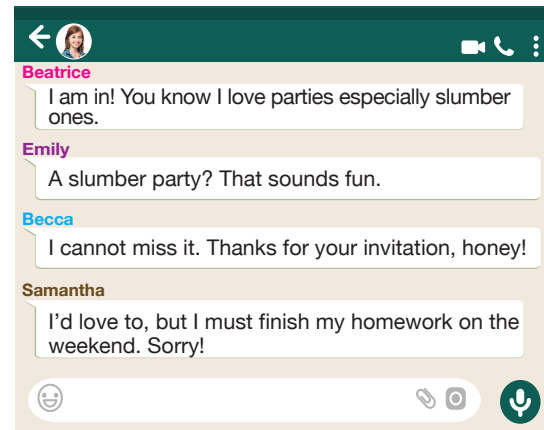 Beatrice
I am in! You know I love parties especially slumber
ones.
Emily
A slumber party? That sounds fun.
Becca
I cannot miss it. Thanks for your invitation, honey!
Samantha
I’d love to, but I must finish my homework on the
weekend. Sorry!